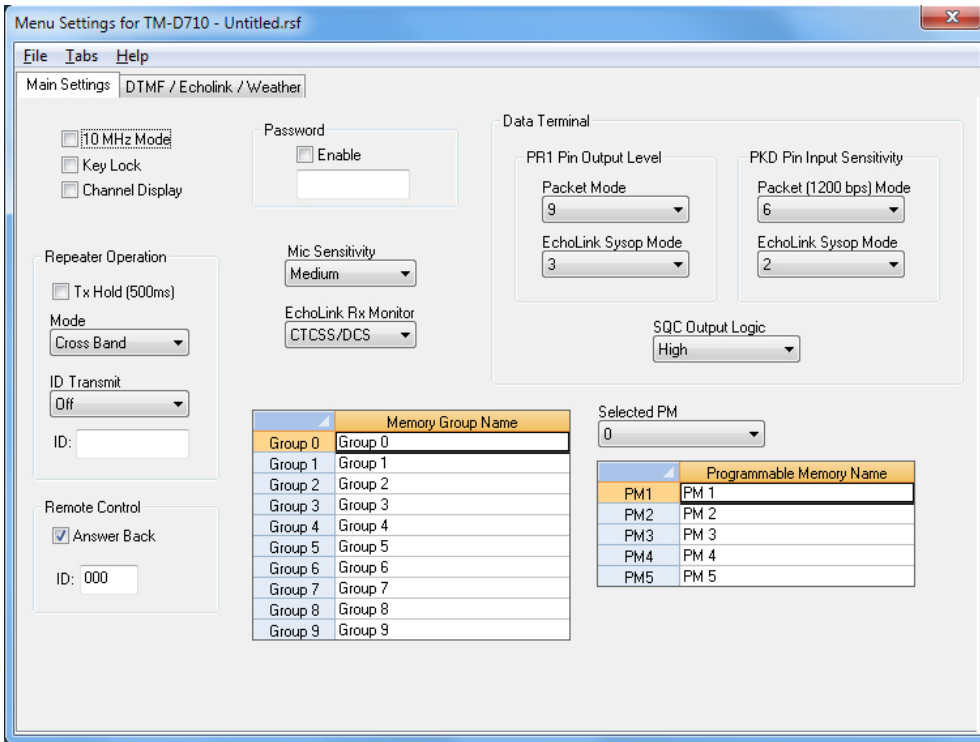 Menu Settings for TM-D710 - Untitled.rsf
x
File Tabs Help
Main Settings DTMF / Echolink / Weather
10 MHz Mode
Key Lock
Channel Display
Password
Enable
Data Terminal
PR1 Pin Output Level
Packet Mode
9
EchoLink Sysop Mode
3
PKD Pin Input Sensitivity
Packet (1200 bps) Mode
6
EchoLink Sysop Mode
2
SQC Output Logic
High
Repeater Operation
Tx Hold (500ms)
Mode
Cross Band
ID Transmit
Off
ID:
Mic Sensitivity
Medium
EchoLink Rx Monitor
CTCSS/DCS
Remote Control
Answer Back
ID: 000
Memory Group Name
Group 0 Group 0
Group 1 Group 1
Group 2 Group 2
Group 3 Group 3
Group 4 Group 4
Group 5 Group 5
Group 6 Group 6
Group 7 Group 7
Group 8 Group 8
Group 9 Group 9
Selected PM
0
Programmable Memory Name
PM1 PM 1
PM2 PM 2
PM3 PM 3
PM4 PM 4
PM5 PM 5